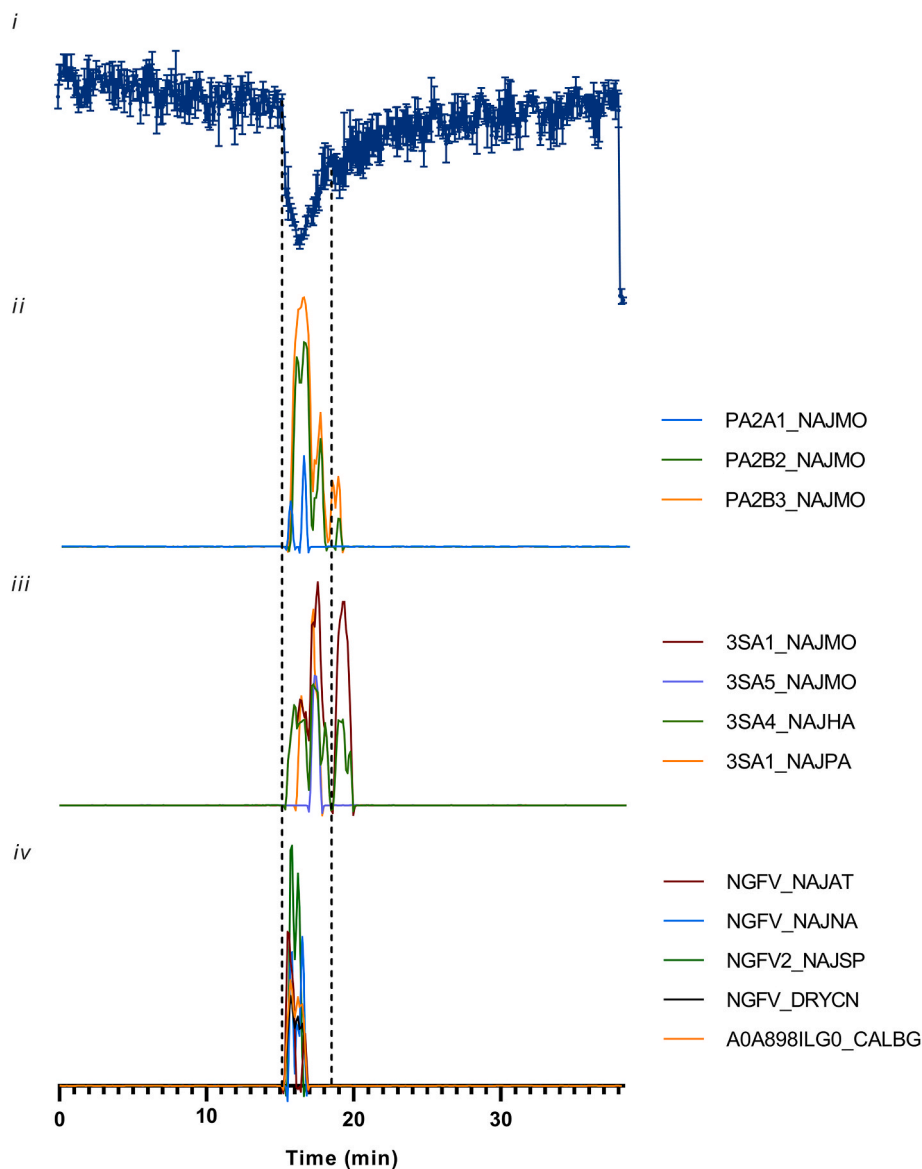 i
ii
PA2A1_NAJMO
PA2B2_NAJMO
PA2B3_NAJMO
iii
3SA1_NAJMO
3SA5_NAJMO
3SA4_NAJHA
3SA1_NAJPA
iv
NGFV_NAJAT
NGFV_NAJNA
NGFV2_NAJSP
NGFV_DRYCN
A0A898ILG0_CALBG
0 10 20 30
Time (min)